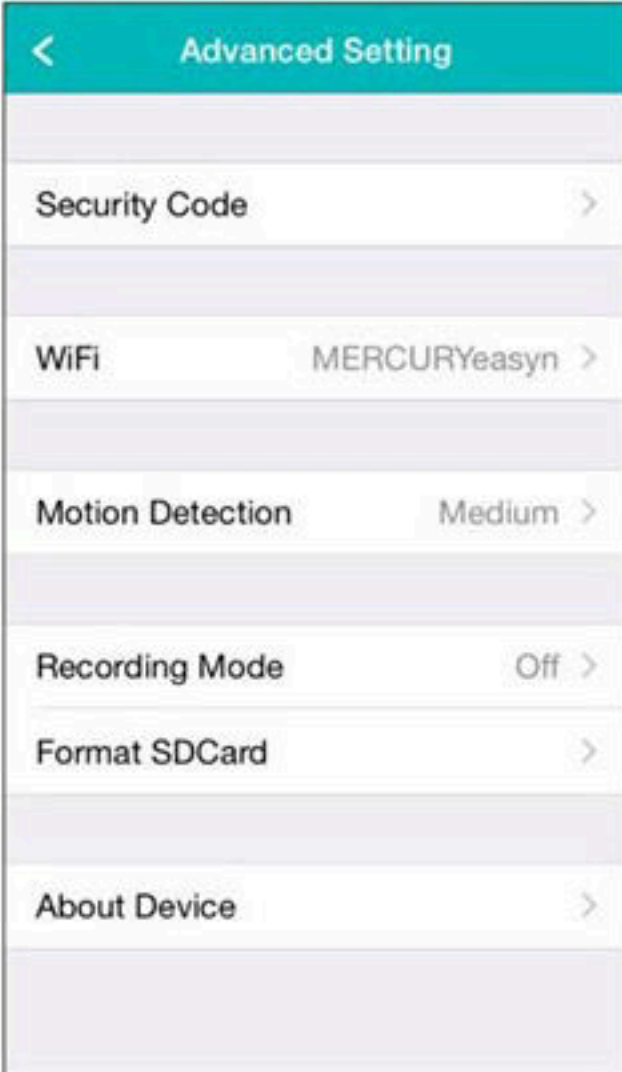 Advanced Setting
Security Code
WiFi MERCURYeasyn
Motion Detection Medium
Recording Mode Off
Format SDCard
About Device